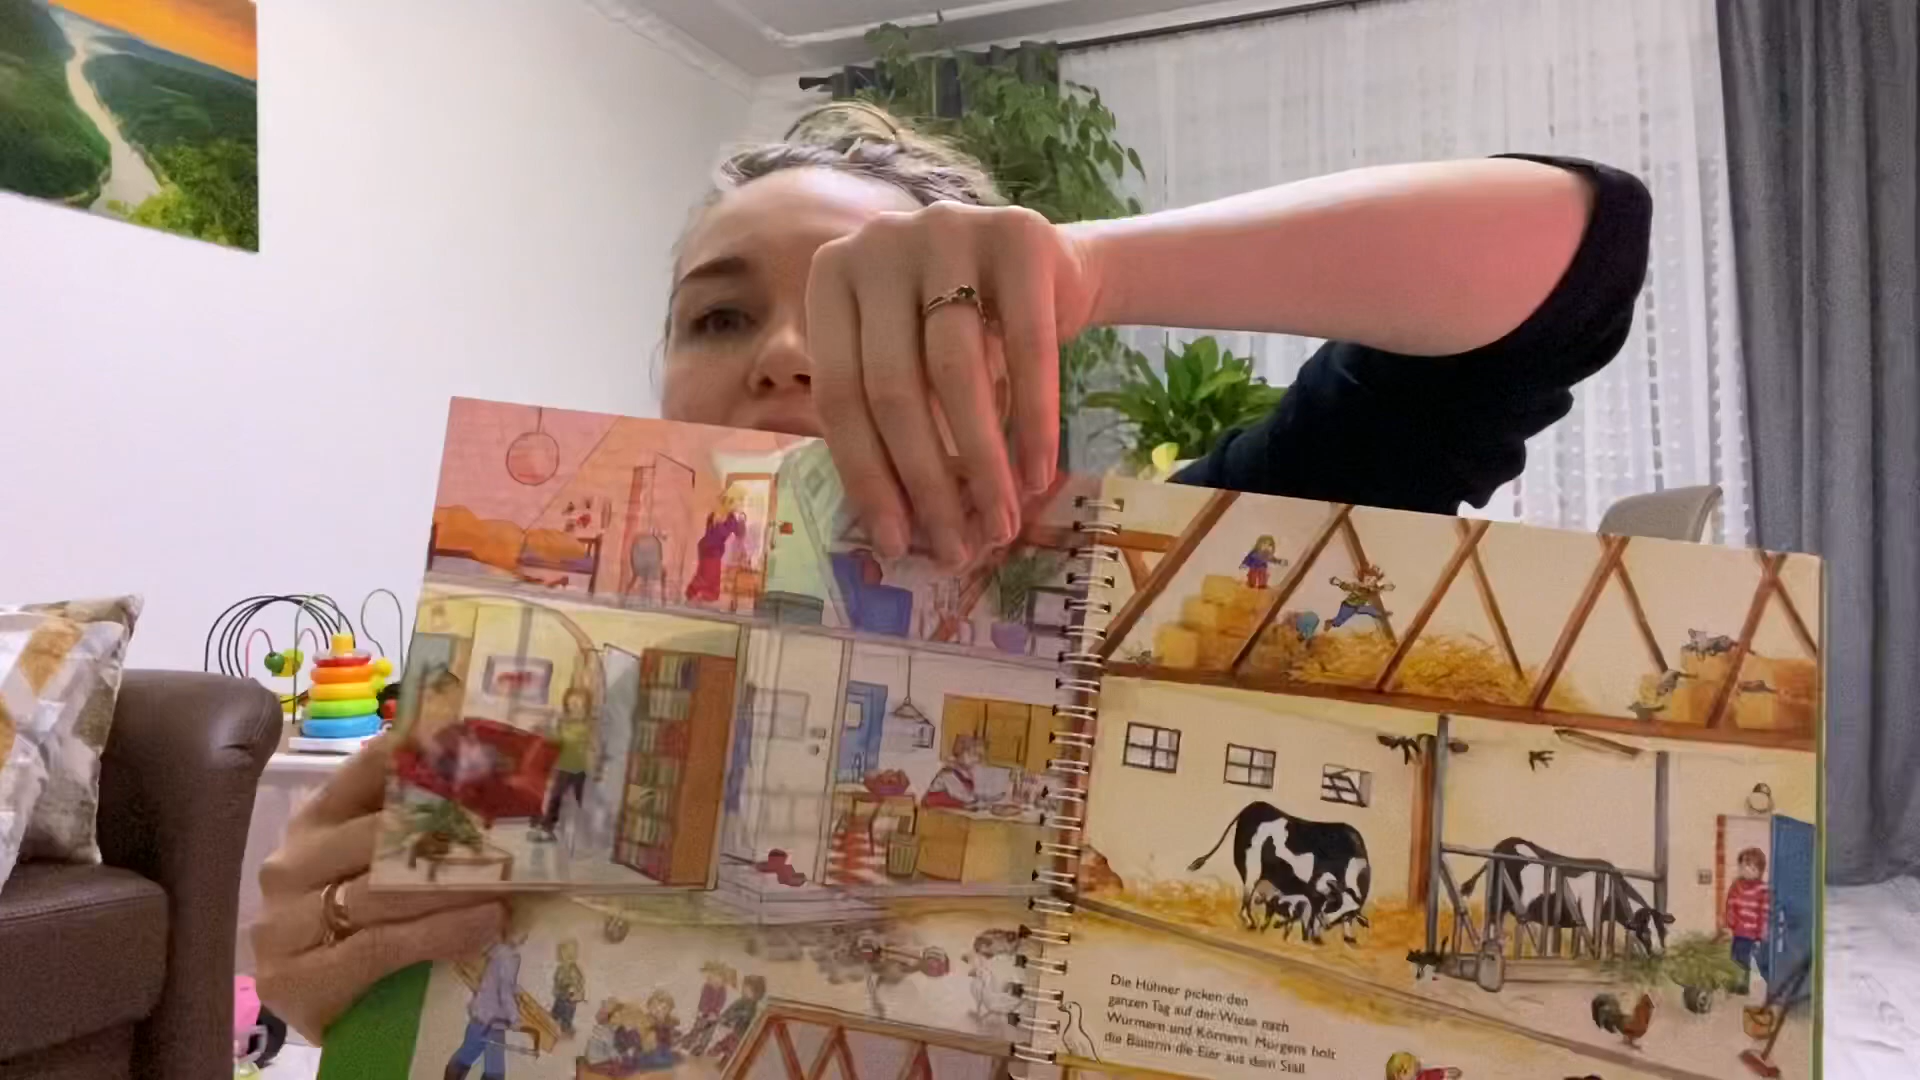 Die Hühner picken den
ganzen Tag auf der Wiese nach
Würmern und Körnern. Morgens holt
die Bäuerin die Eier aus dem Stall.